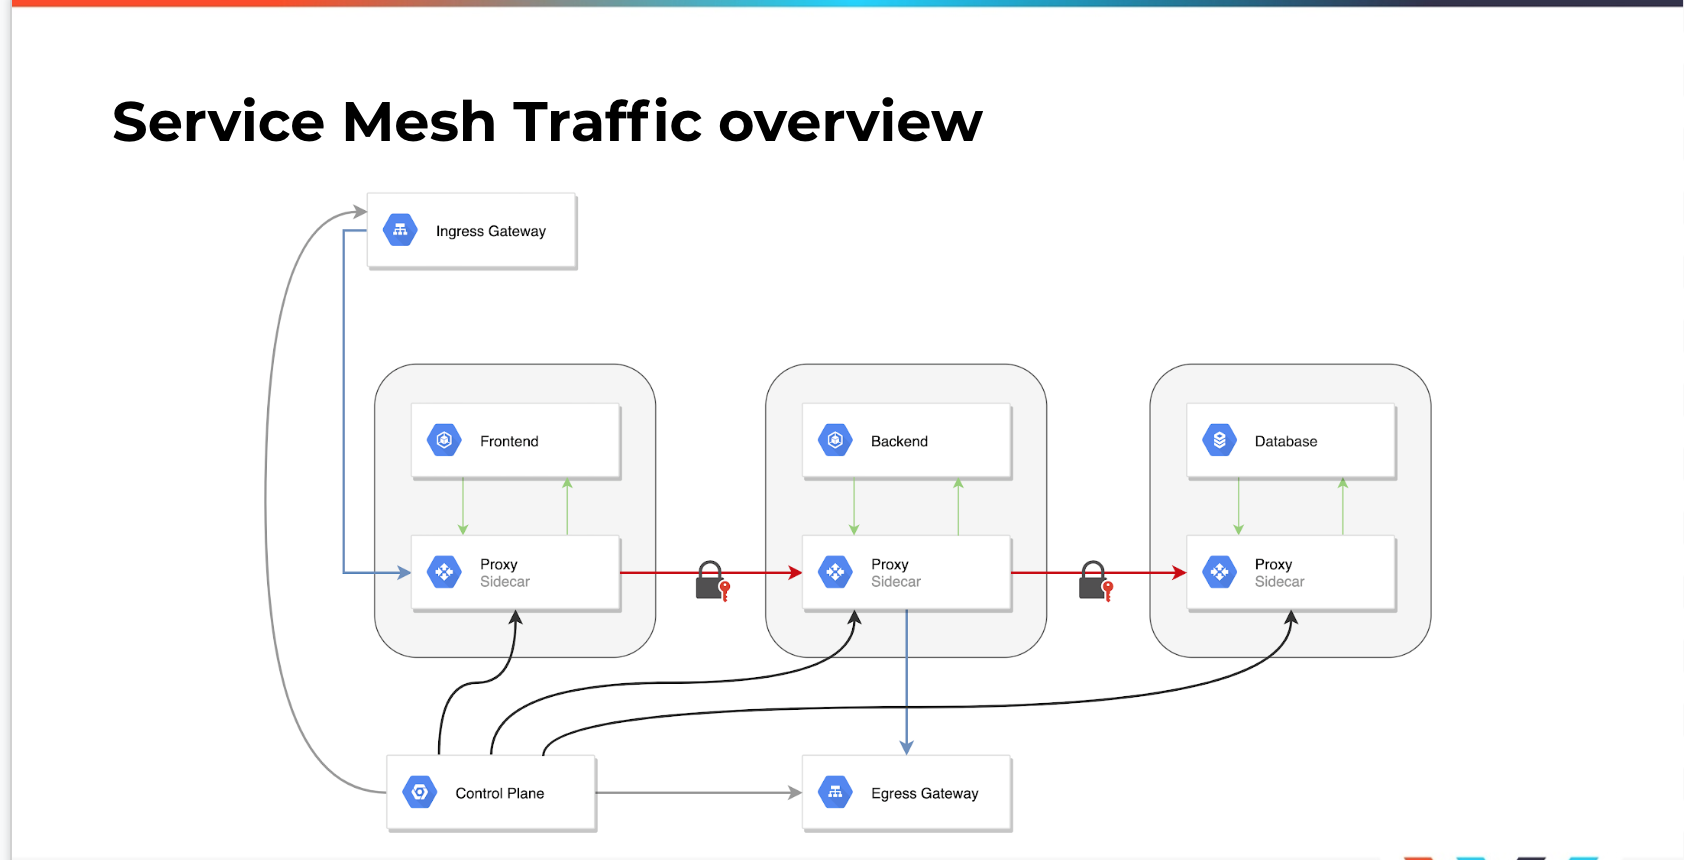 Service Mesh Traffic overview
Ingress Gateway
Frontend
Backend
Database
Proxy
Sidecar
Proxy
Sidecar
Proxy
Sidecar
Control Plane
Egress Gateway